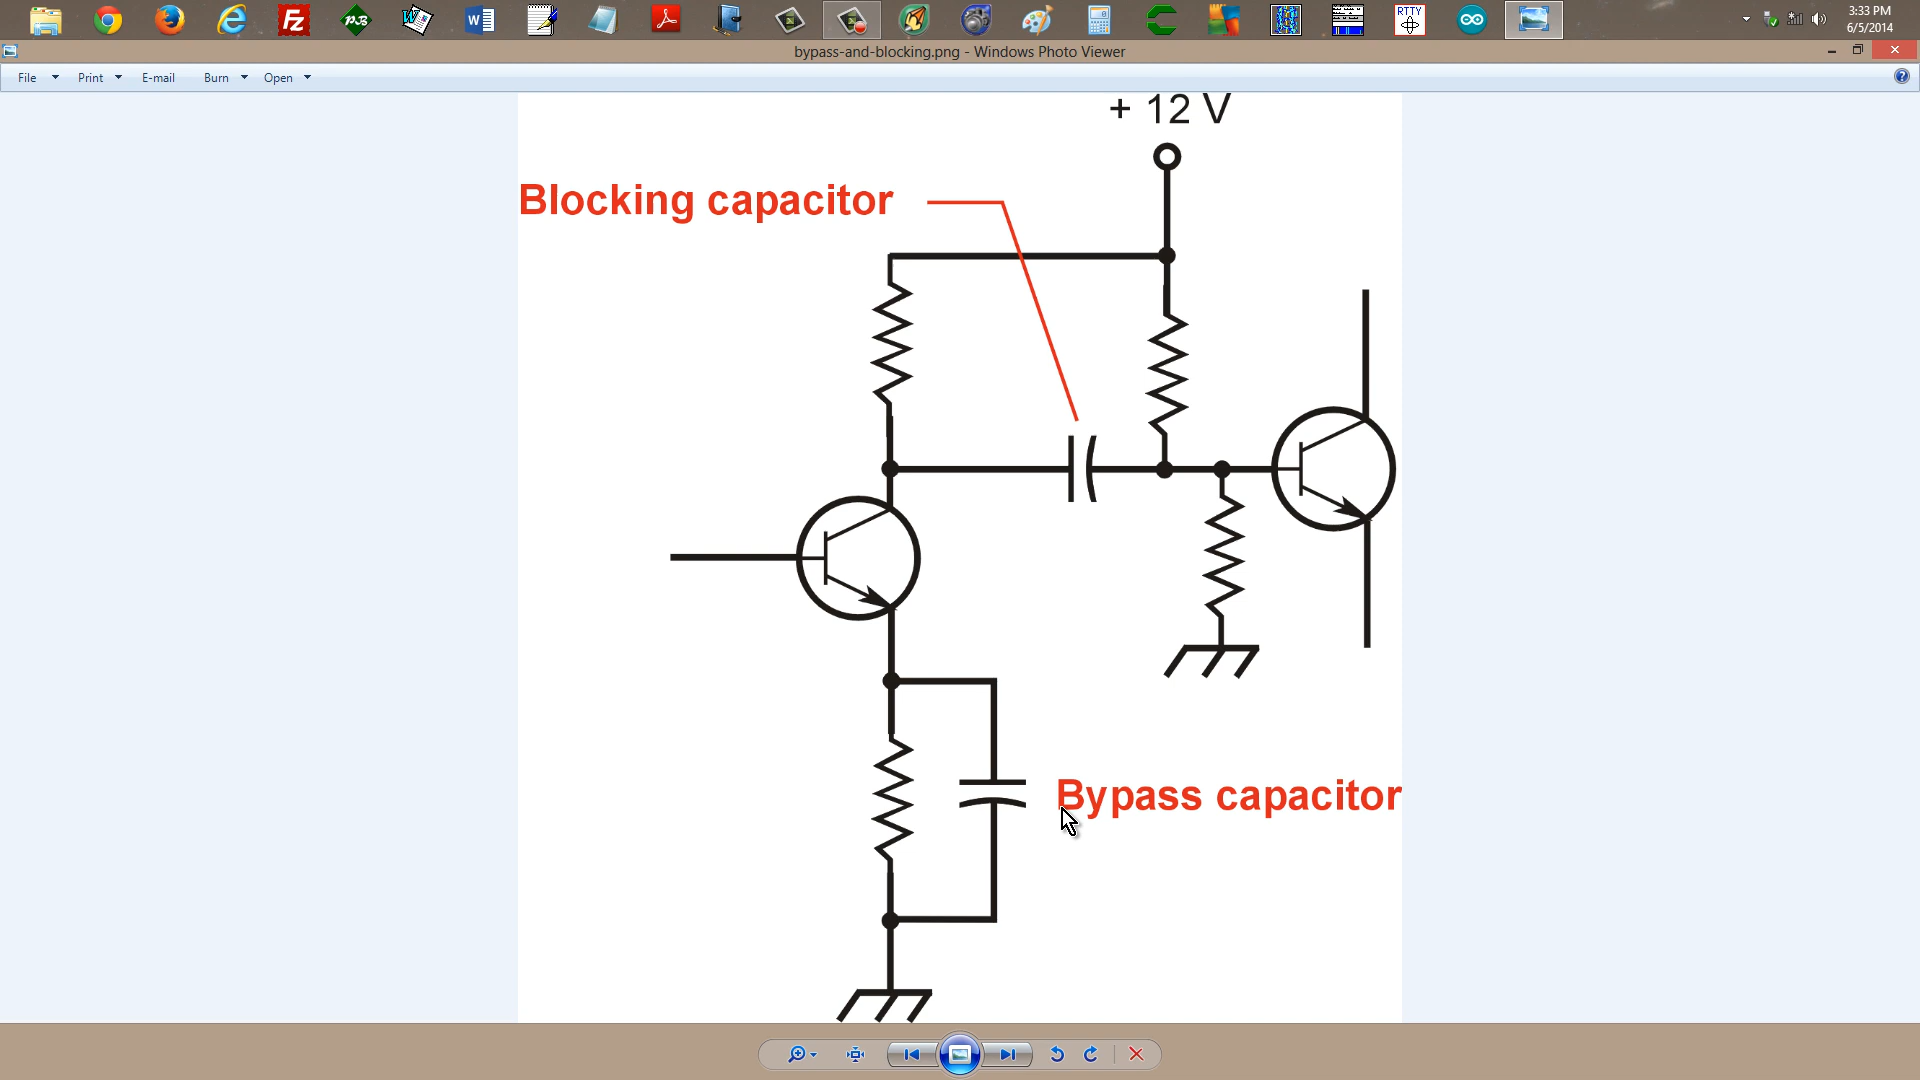 RTTY
3:33 PM
6/5/2014
bypass-and-blocking.png - Windows Photo Viewer
File Print E-mail Burn Open
+ 12 V
Blocking capacitor
Bypass capacitor